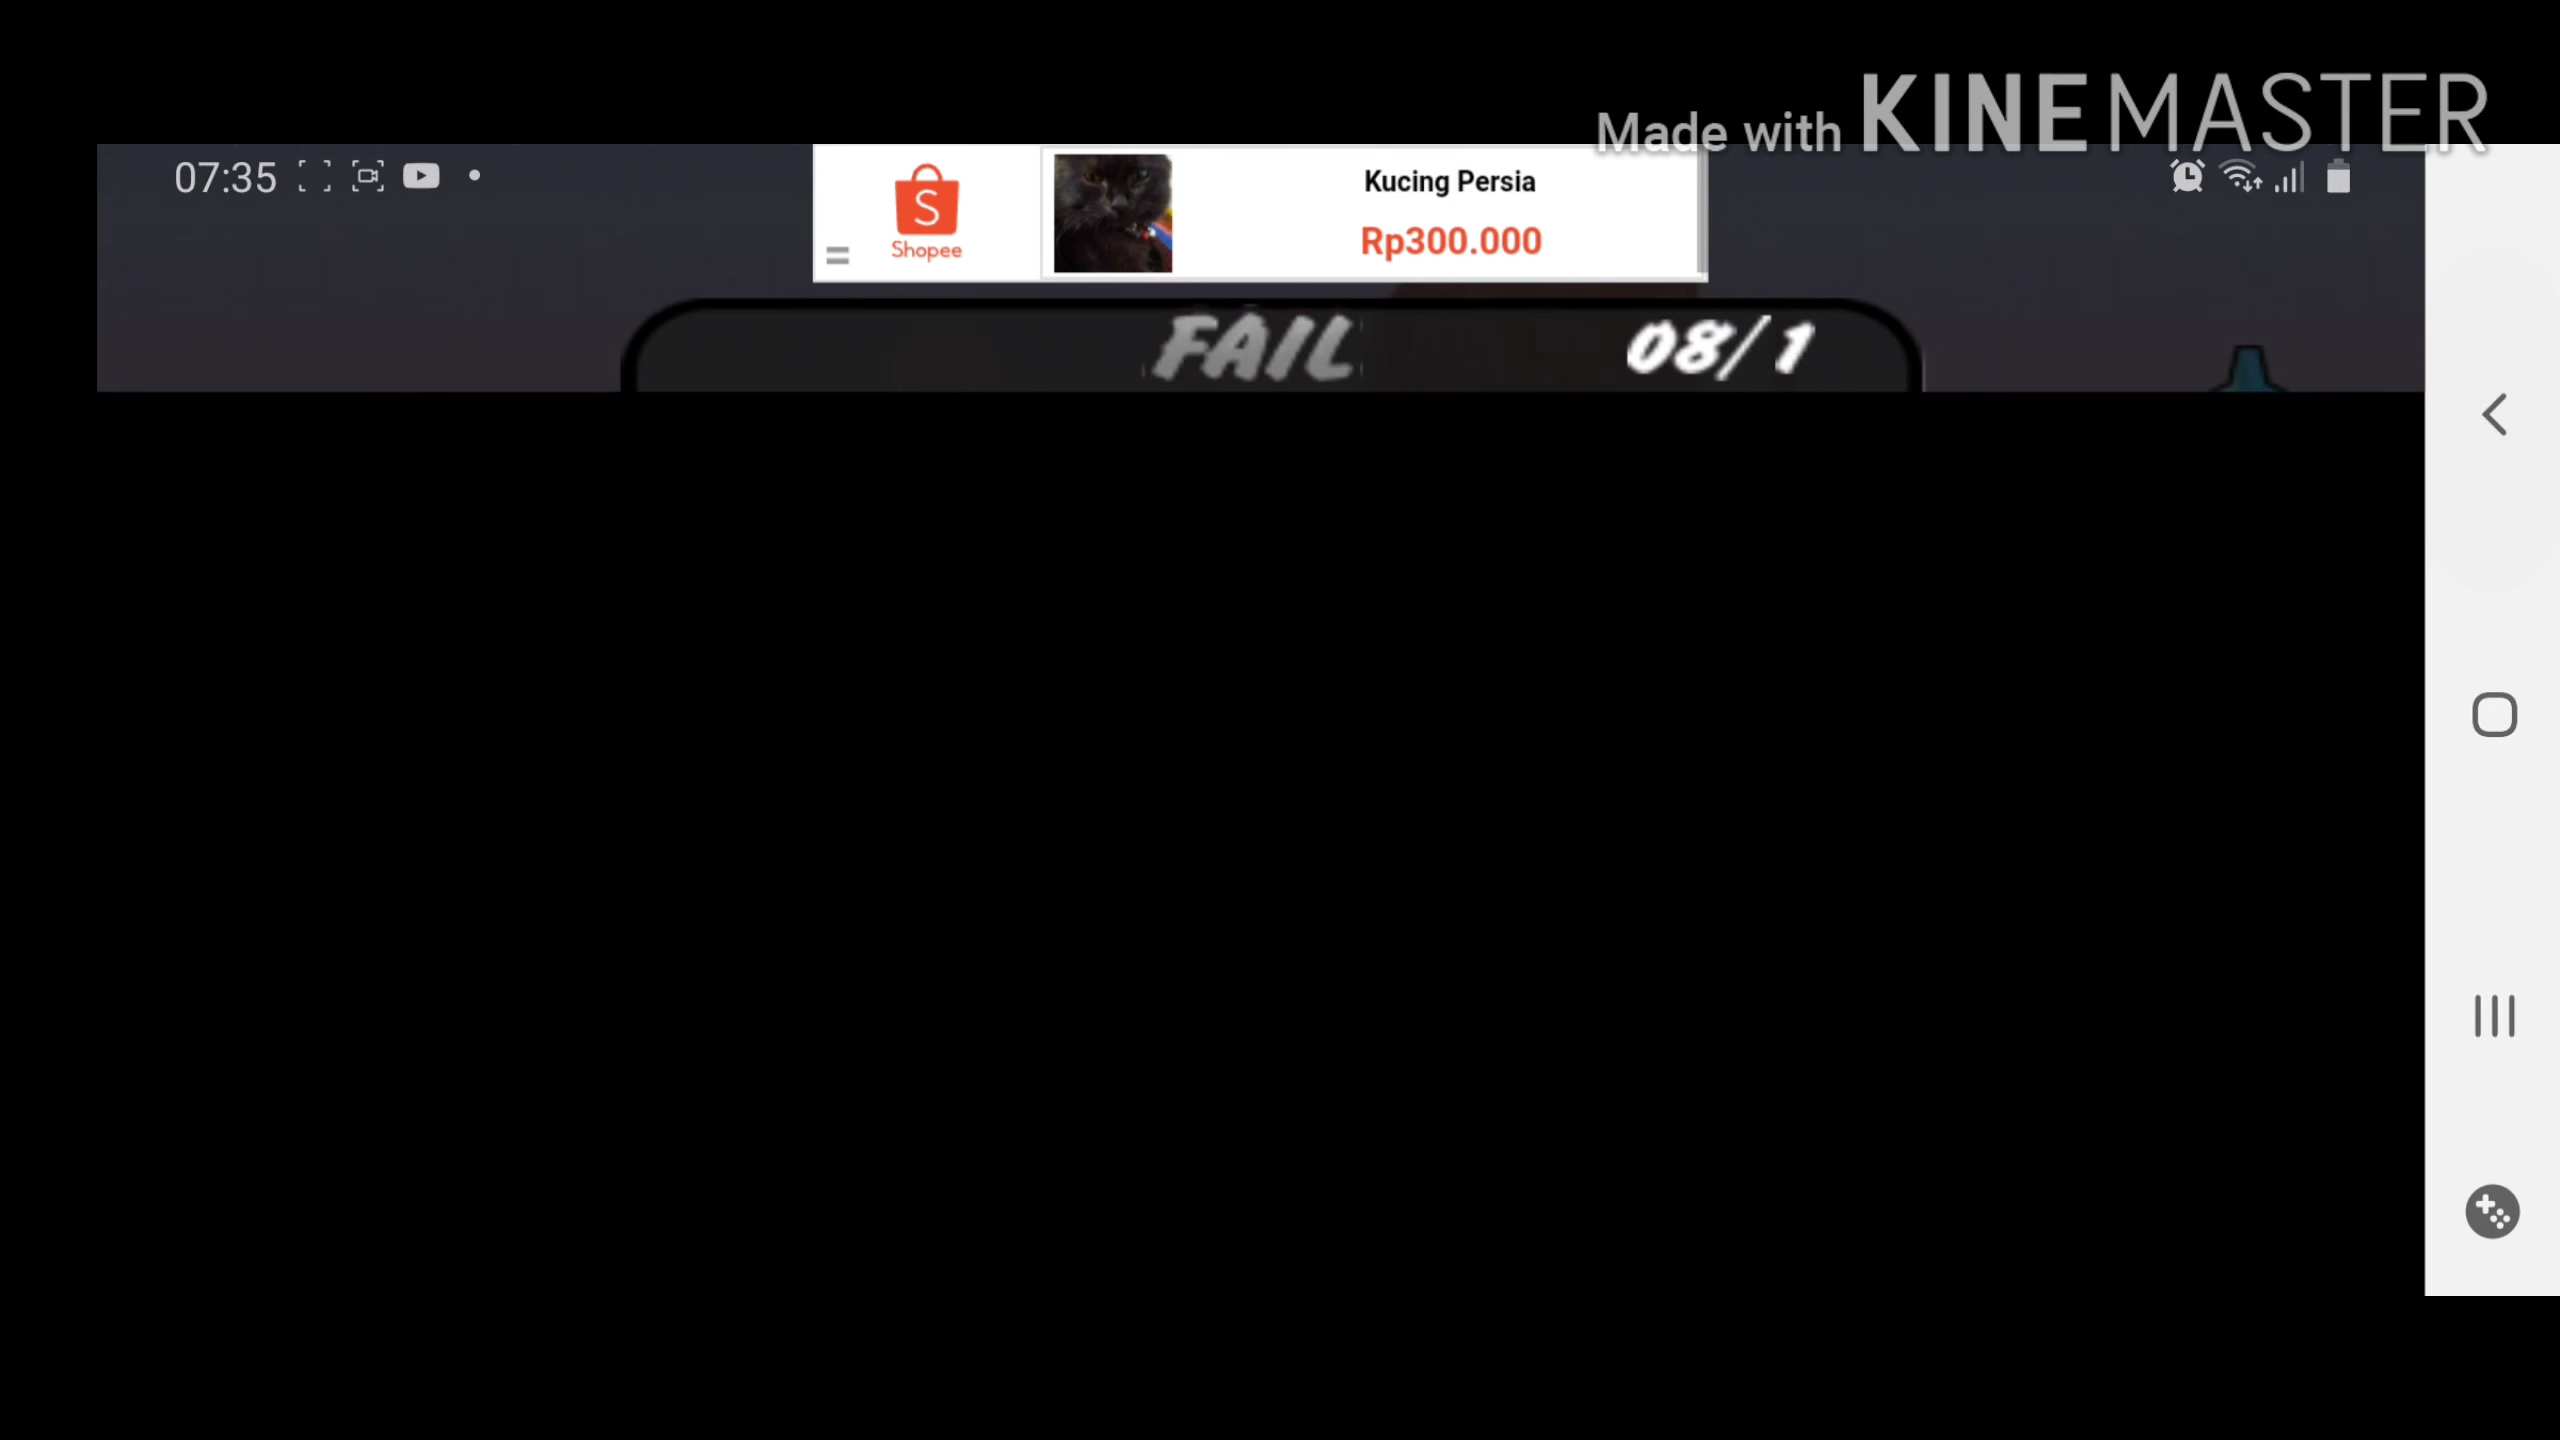 Made with KINEMASTER
07:35
Shopee
Kucing Persia
Rp300.000
FAIL
08/1